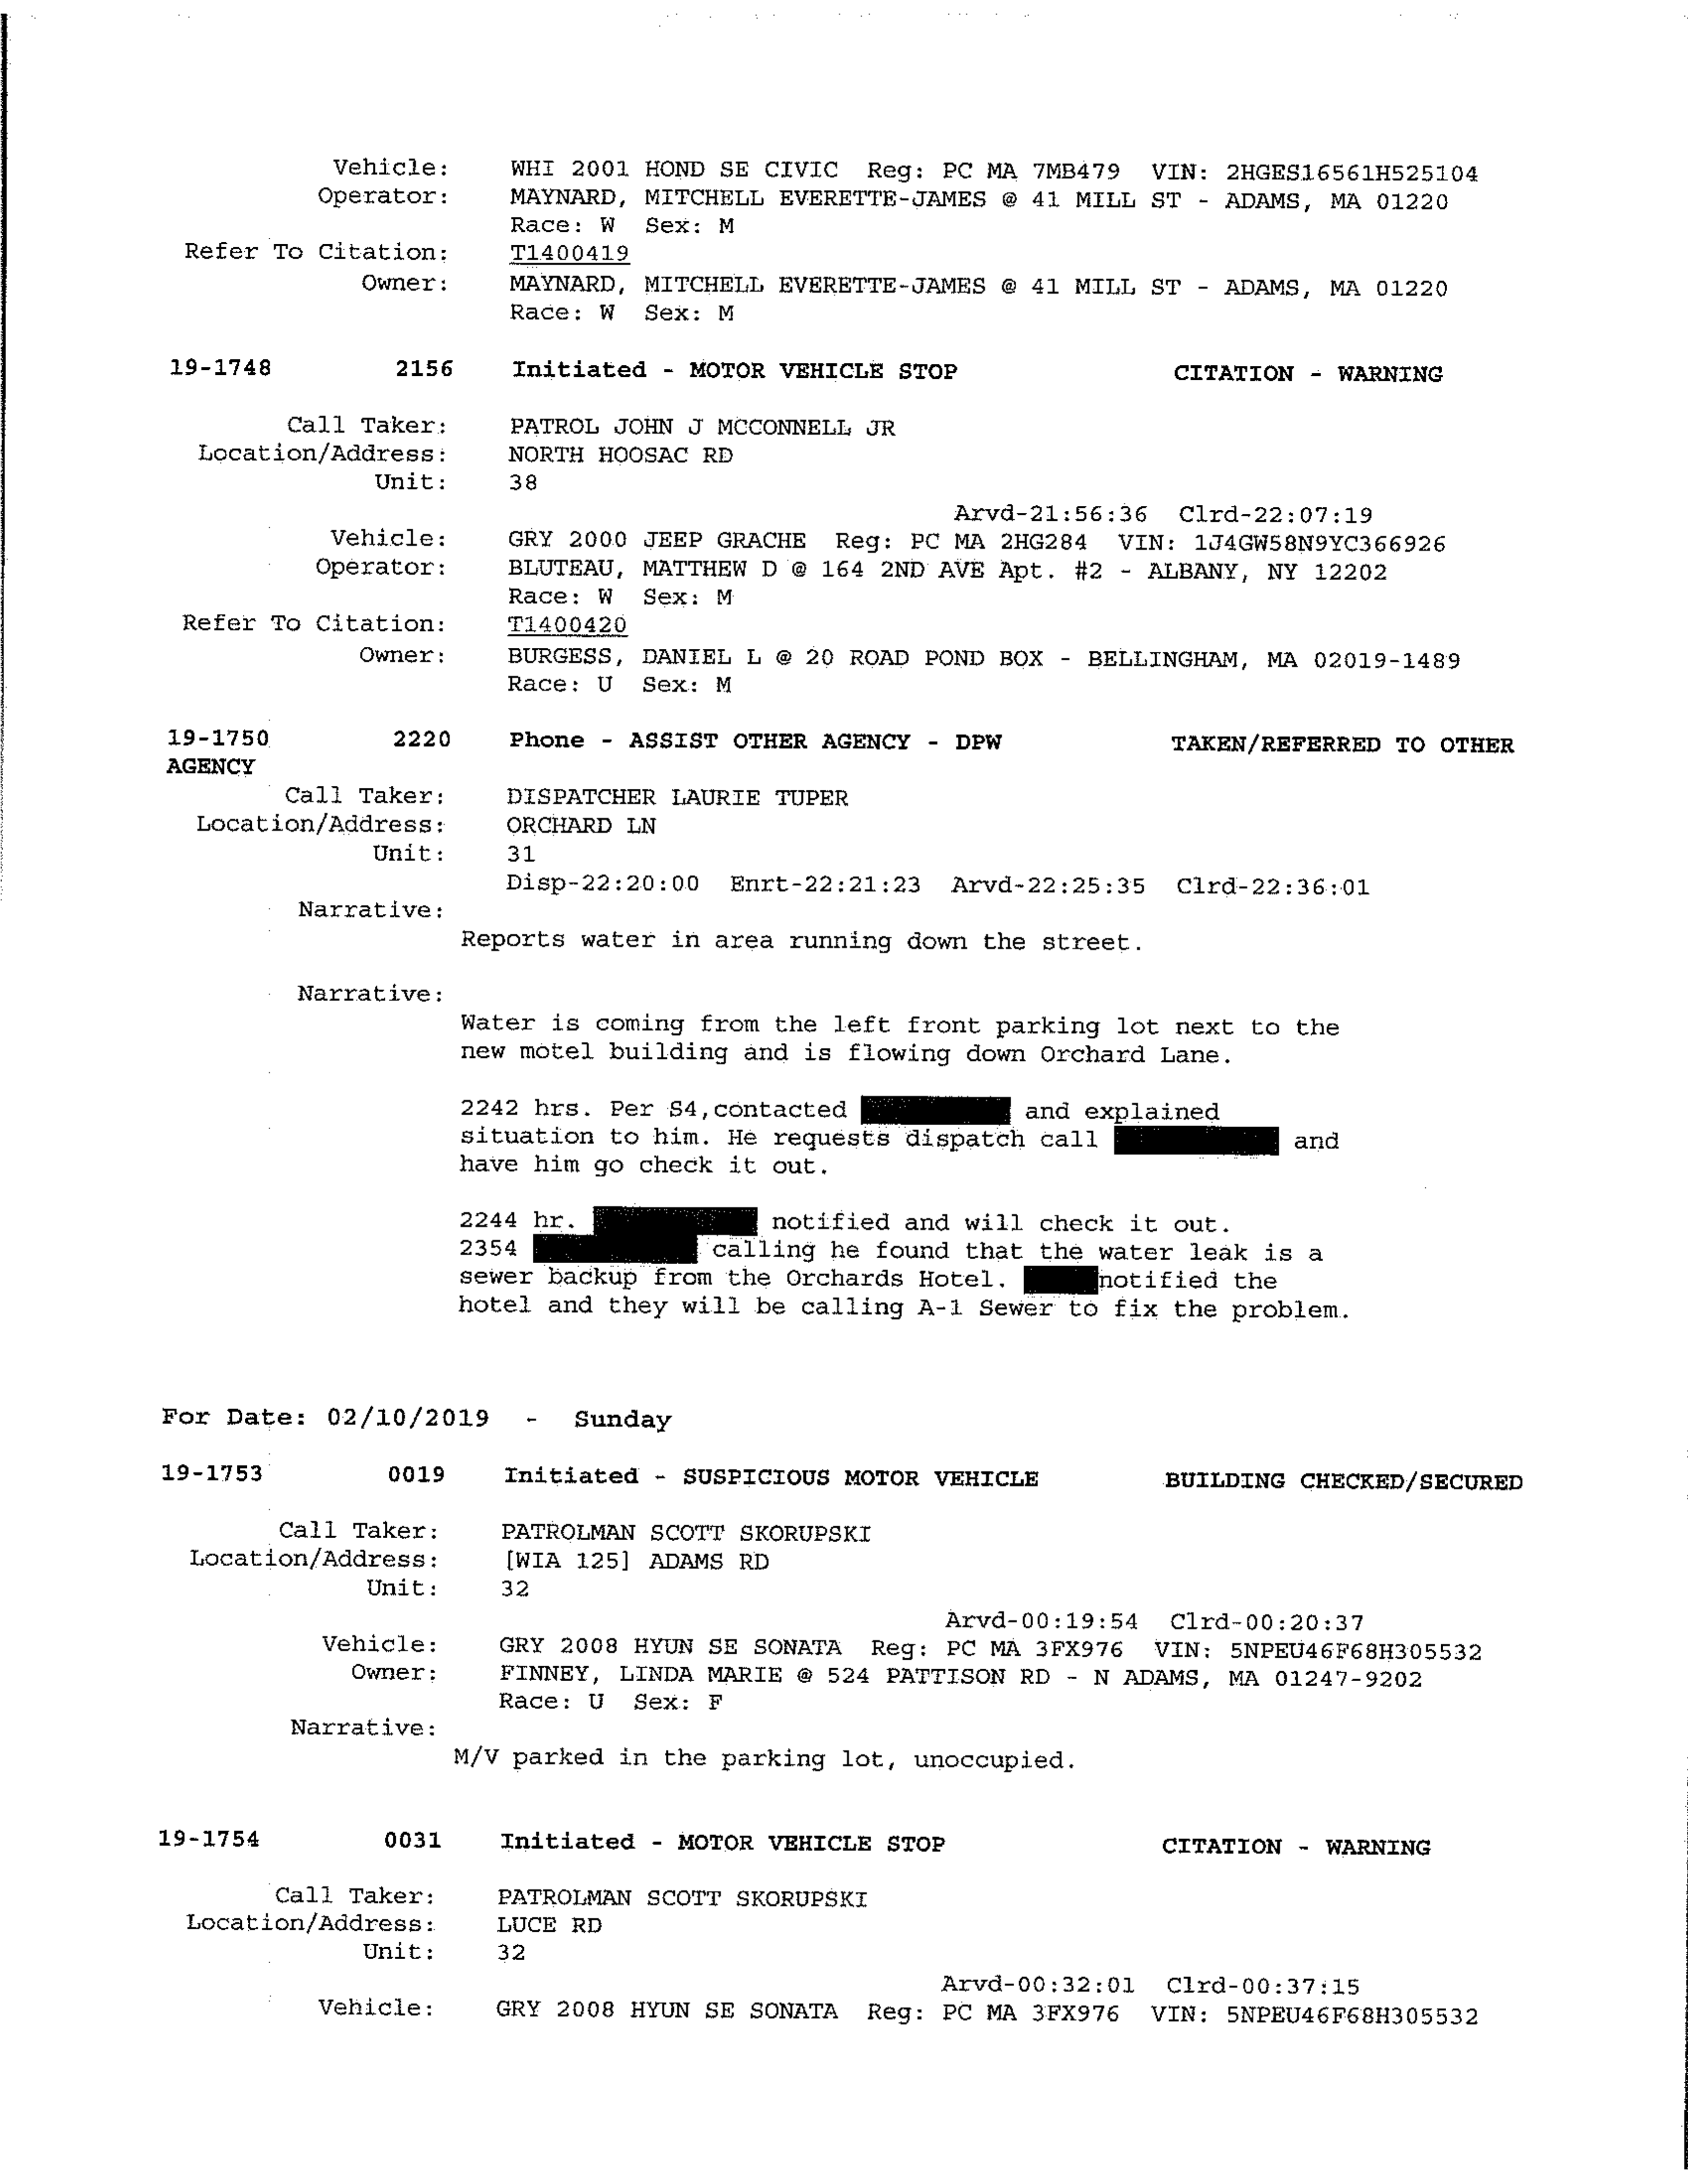 Vehicle: WHI 2001 HOND SE CIVIC Reg: PC MA 7MB479 VIN: 2HGES16561H525104
Operator: MAYNARD, MITCHELL EVERETTE-JAMES @ 41 MILL ST - ADAMS, MA 01220
Race: W Sex: M
Refer To Citation: T1400419
Owner: MAYNARD, MITCHELL EVERETTE-JAMES @ 41 MILL ST - ADAMS, MA 01220
Race: W Sex: M
19-1748 2156 Initiated - MOTOR VEHICLE STOP CITATION - WARNING
Call Taker: PATROL JOHN J MCCONNELL JR
Location/Address: NORTH HOOSAC RD
Unit: 38
Arvd-21:56:36 Clrd-22:07:19
Vehicle: GRY 2000 JEEP GRACHE Reg: PC MA 2HG284 VIN: 1J4GW58N9YC366926
Operator: BLUTEAU, MATTHEW D @ 164 2ND AVE Apt. #2 - ALBANY, NY 12202
Race: W Sex: M
Refer To Citation: T1400420
Owner: BURGESS, DANIEL L @ 20 ROAD POND BOX - BELLINGHAM, MA 02019-1489
Race: U Sex: M
19-1750 2220 Phone - ASSIST OTHER AGENCY - DPW TAKEN/REFERRED TO OTHER
AGENCY
Call Taker: DISPATCHER LAURIE TUPER
Location/Address: ORCHARD LN
Unit: 31
Disp-22:20:00 Enrt-22:21:23 Arvd-22:25:35 Clrd-22:36:01
Narrative:
Reports water in area running down the street.
Narrative:
Water is coming from the left front parking lot next to the
new motel building and is flowing down Orchard Lane.
2242 hrs. Per S4,contacted and explained
situation to him. He requests dispatch call and
have him go check it out.
2244 hr. notified and will check it out.
2354 calling he found that the water leak is a
sewer backup from the Orchards Hotel. notified the
hotel and they will be calling A-1 Sewer to fix the problem.
For Date: 02/10/2019 - Sunday
19-1753 0019 Initiated - SUSPICIOUS MOTOR VEHICLE BUILDING CHECKED/SECURED
Call Taker: PATROLMAN SCOTT SKORUPSKI
Location/Address: [WIA 125] ADAMS RD
Unit: 32
Arvd-00:19:54 Clrd-00:20:37
Vehicle: GRY 2008 HYUN SE SONATA Reg: PC MA 3FX976 VIN: 5NPEU46F68H305532
Owner: FINNEY, LINDA MARIE @ 524 PATTISON RD - N ADAMS, MA 01247-9202
Race: U Sex: F
Narrative:
M/V parked in the parking lot, unoccupied.
19-1754 0031 Initiated - MOTOR VEHICLE STOP CITATION - WARNING
Call Taker: PATROLMAN SCOTT SKORUPSKI
Location/Address: LUCE RD
Unit: 32
Arvd-00:32:01 Clrd-00:37:15
Vehicle: GRY 2008 HYUN SE SONATA Reg: PC MA 3FX976 VIN: 5NPEU46F68H305532